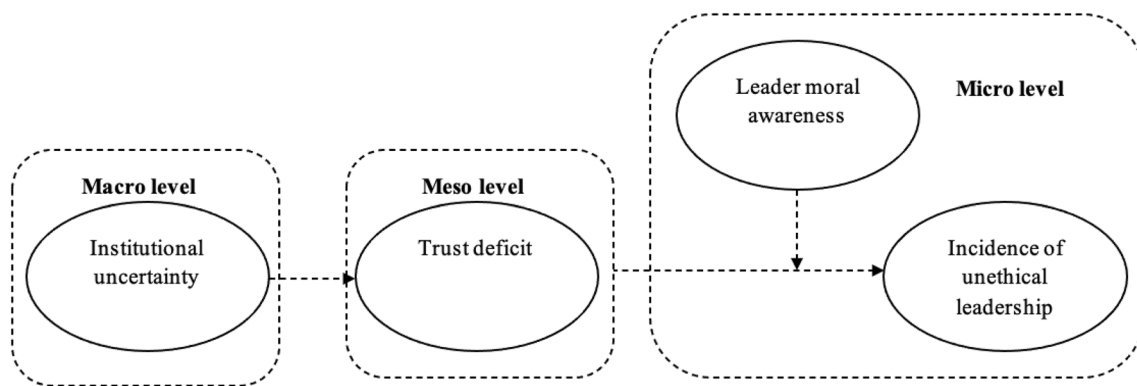 Macro level
Institutional
uncertainty
Meso level
Trust deficit
Leader moral
awareness
Micro level
Incidence of
unethical
leadership